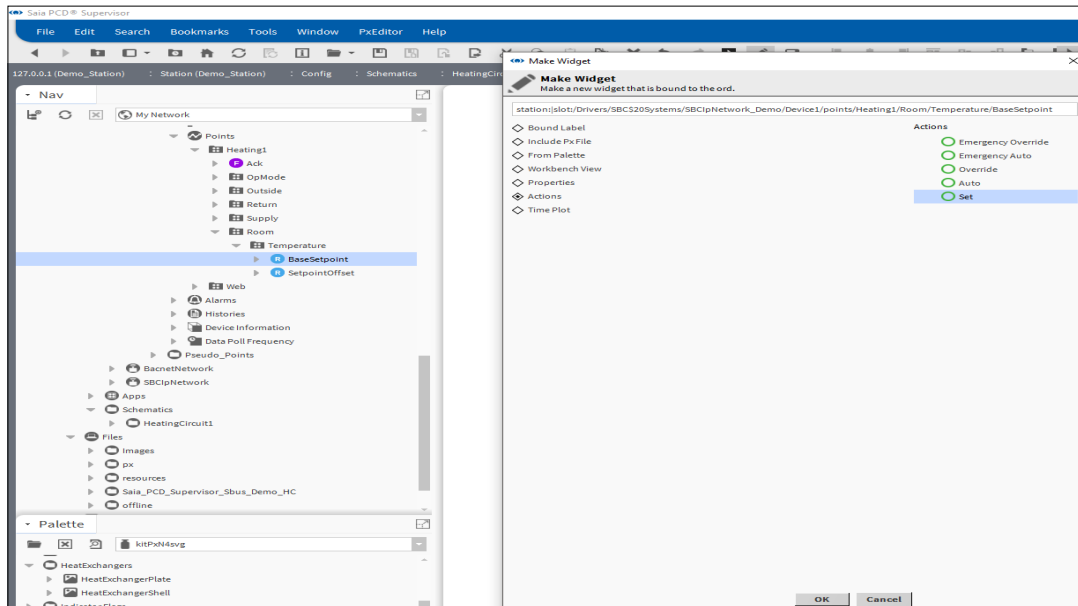 Saia PCD® Supervisor
File Edit Search Bookmarks Tools Window PxEditor Help
127.0.0.1 (Demo_Station) : Station (Demo_Station) : Config : Schematics : HeatingCir
Nav
My Network
Points
Heating1
F Ack
OpMode
Outside
Return
Supply
Room
Temperature
R BaseSetpoint
R SetpointOffset
Web
Alarms
Histories
Device Information
Data Poll Frequency
Pseudo_Points
BacnetNetwork
SBCIpNetwork
Apps
Schematics
HeatingCircuit1
Files
Images
px
resources
Saia_PCD_Supervisor_Sbus_Demo_HC
offline
Palette
kitPxN4svg
HeatExchangers
HeatExchangerPlate
HeatExchangerShell
Make Widget
Make Widget
Make a new widget that is bound to the ord.
station:|slot:/Drivers/SBC$20Systems/SBCIpNetwork_Demo/Device1/points/Heating1/Room/Temperature/BaseSetpoint
Bound Label
Include Px File
From Palette
Workbench View
Properties
Actions
Time Plot
Actions
Emergency Override
Emergency Auto
Override
Auto
Set
OK Cancel